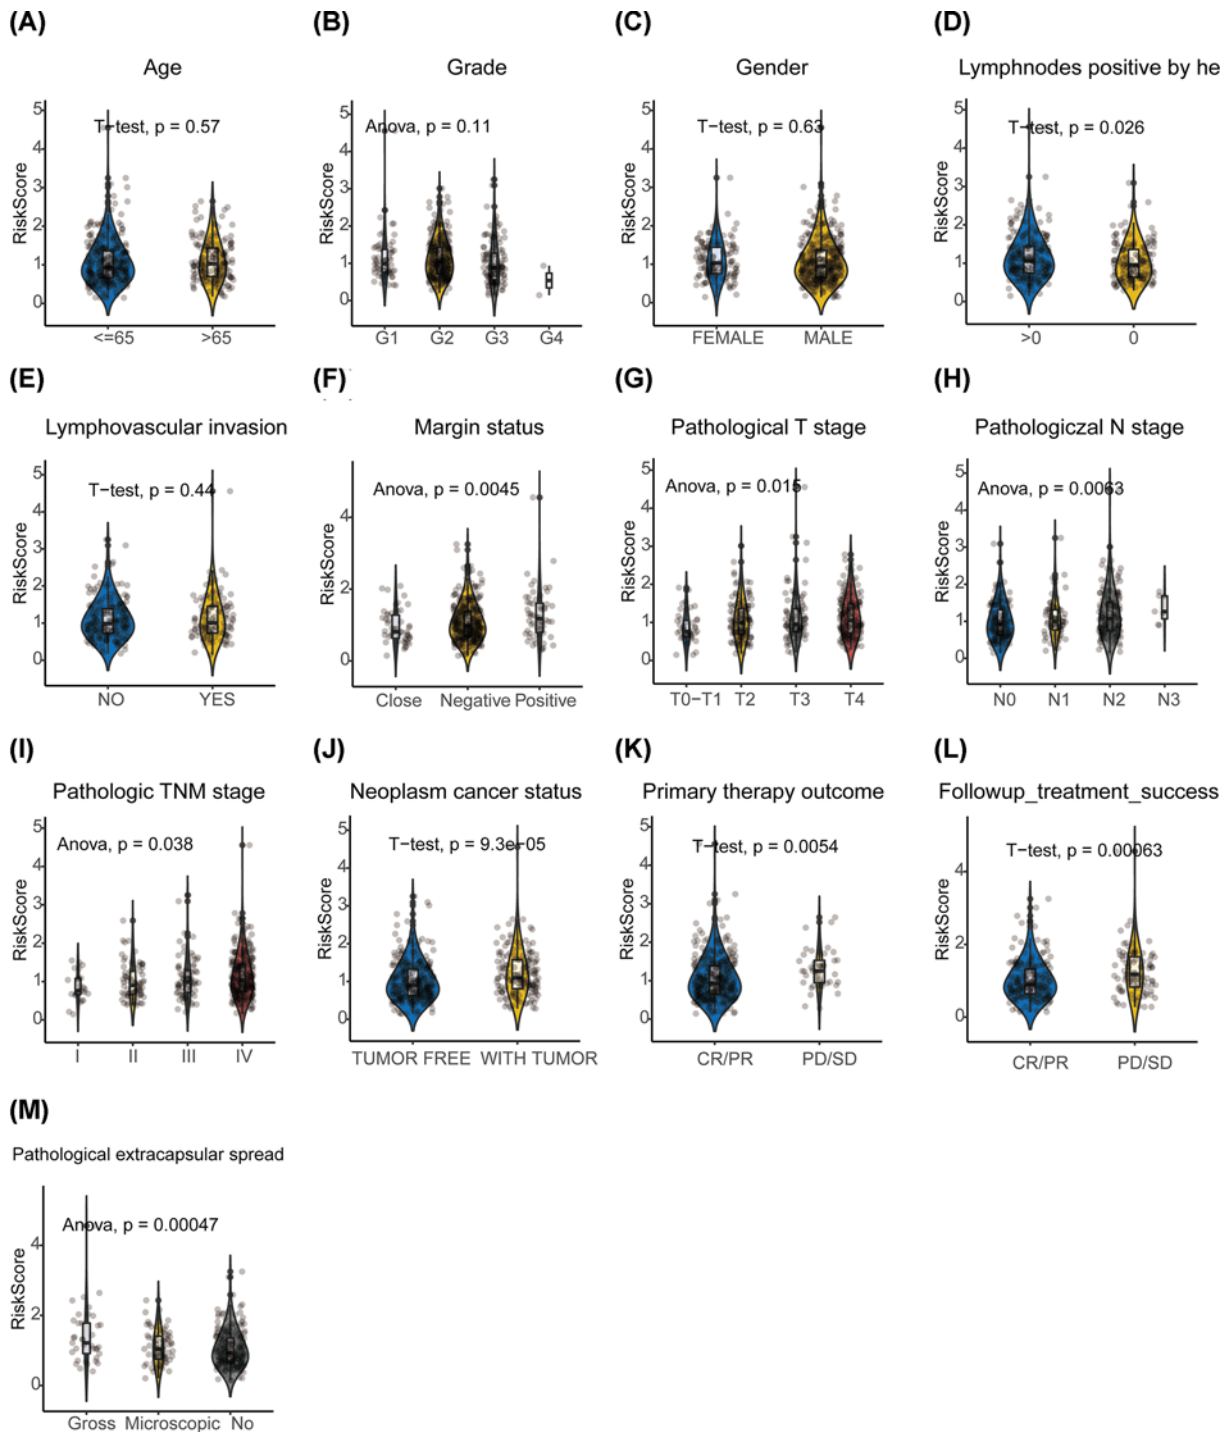 (A) (B) (C) (D)
Age Grade Gender Lymphnodes positive by he
T-test, p = 0.57 Anova, p = 0.11 T-test, p = 0.63 T-test, p = 0.026
RiskScore RiskScore RiskScore RiskScore
5 5 5 5
4 4 4 4
3 3 3 3
2 2 2 2
1 1 1 1
0 0 0 0
<=65 >65 G1 G2 G3 G4 FEMALE MALE >0 0
(E) (F) (G) (H)
Lymphovascular invasion Margin status Pathological T stage Pathologiczal N stage
T-test, p = 0.44 Anova, p = 0.0045 Anova, p = 0.015 Anova, p = 0.0063
RiskScore RiskScore RiskScore RiskScore
5 5 5
4 4 4 4
3 3 3
2 2 2 2
1 1 1
0 0 0 0
NO YES Close Negative Positive T0-T1 T2 T3 T4 N0 N1 N2 N3
(I) (J) (K) (L)
Pathologic TNM stage Neoplasm cancer status Primary therapy outcome Followup_treatment_success
Anova, p = 0.038 T-test, p = 9.3e-05 T-test, p = 0.0054 T-test, p = 0.00063
RiskScore RiskScore RiskScore RiskScore
5 5 5
4 4 4 4
3 3 3
2 2 2 2
1 1 1
0 0 0 0
I II III IV TUMOR FREE WITH TUMOR CR/PR PD/SD CR/PR PD/SD
(M)
Pathological extracapsular spread
Anova, p = 0.00047
RiskScore
4
2
0
Gross Microscopic No